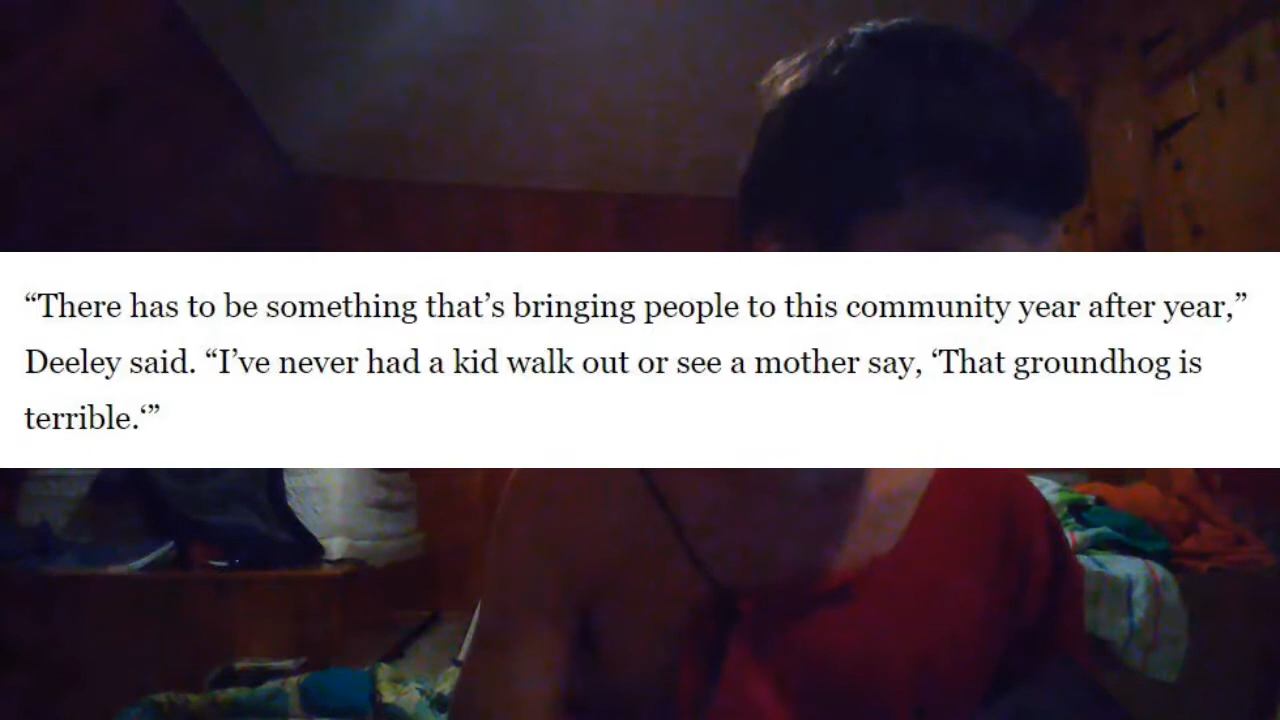 “There has to be something that’s bringing people to this community year after year,”
Deeley said. “I’ve never had a kid walk out or see a mother say, ‘That groundhog is
terrible.‘”